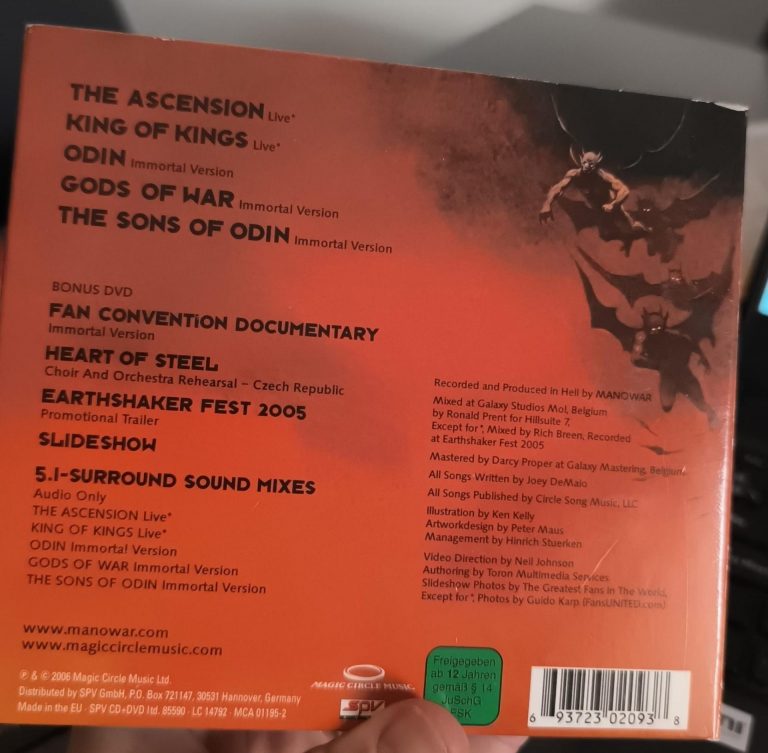 THE ASCENSION Live*
KING OF KINGS Live*
ODIN Immortal Version
GODS OF WAR Immortal Version
THE SONS OF ODIN Immortal Version
BONUS DVD
FAN CONVENTION DOCUMENTARY
Immortal Version
HEART OF STEEL
Choir And Orchestra Rehearsal – Czech Republic
EARTHSHAKER FEST 2005
Promotional Trailer
SLIDESHOW
5.1-SURROUND SOUND MIXES
Audio Only
THE ASCENSION Live*
KING OF KINGS Live*
ODIN Immortal Version
GODS OF WAR Immortal Version
THE SONS OF ODIN Immortal Version
Recorded and Produced in Hell by MANOWAR
Mixed at Galaxy Studios Mol, Belgium
by Ronald Prent for Hillsuite 7,
Except for *, Mixed by Rich Breen, Recorded
at Earthshaker Fest 2005
Mastered by Darcy Proper at Galaxy Mastering, Belgium
All Songs Written by Joey DeMaio
All Songs Published by Circle Song Music, LLC
Illustration by Ken Kelly
Artworkdesign by Peter Maus
Management by Hinrich Stuerken
Video Direction by Neil Johnson
Authoring by Toron Multimedia Services
Slideshow Photos by The Greatest Fans In The World,
Except for *, Photos by Guido Karp (FansUNITED.com)
www.manowar.com
www.magiccirclemusic.com
℗ & © 2006 Magic Circle Music Ltd.
Distributed by SPV GmbH, P.O. Box 721147, 30531 Hannover, Germany
Made in the EU · SPV CD+DVD ltd. 85590 · LC 14792 · MCA 01195-2
MAGIC CIRCLE MUSIC
SPV
Freigegeben
ab 12 Jahren
gemäß § 14
JuSchG
FSK
6 93723 02093 8